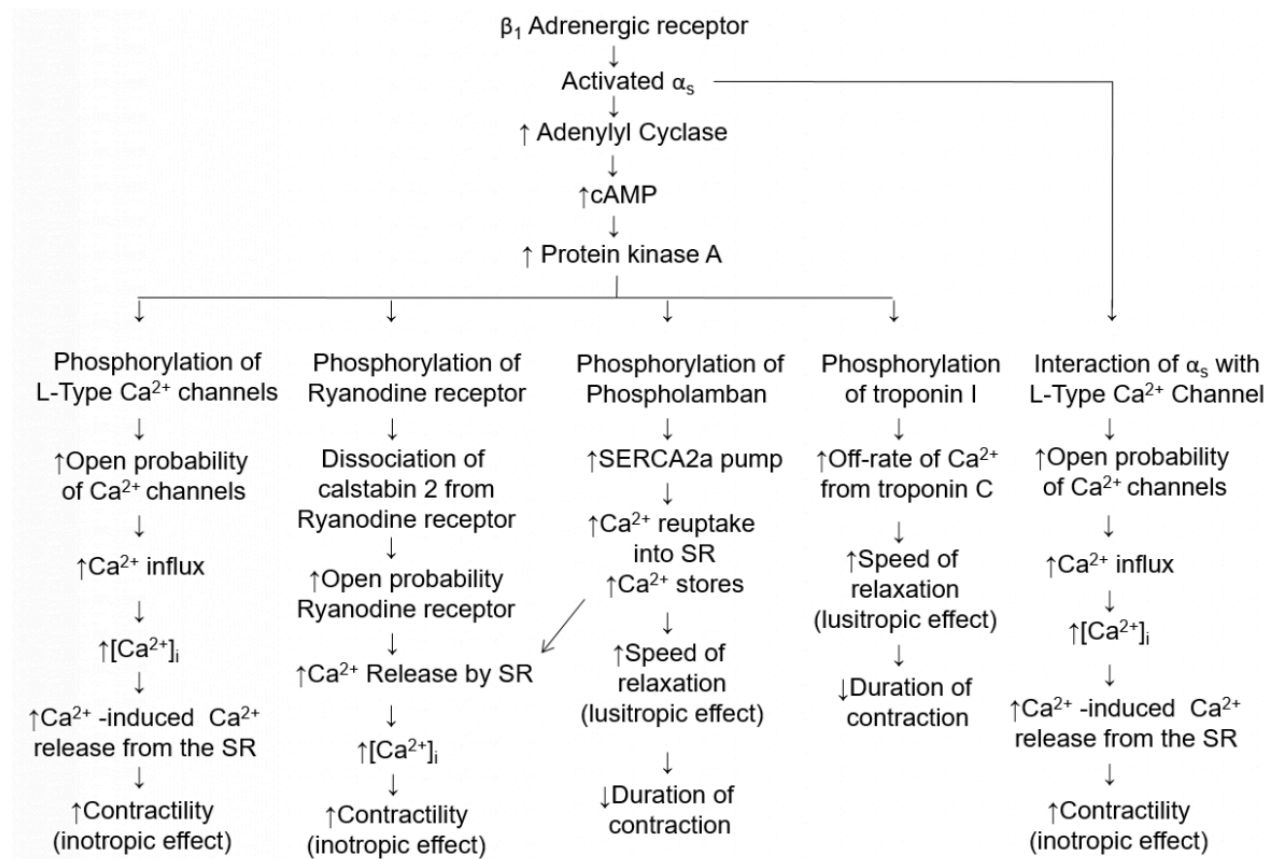 β₁ Adrenergic receptor
↓
Activated αₛ
↓
↑ Adenylyl Cyclase
↓
↑cAMP
↓
↑ Protein kinase A
↓
Phosphorylation of
L-Type Ca²⁺ channels
↓
↑Open probability
of Ca²⁺ channels
↓
↑Ca²⁺ influx
↓
↑[Ca²⁺]ᵢ
↓
↑Ca²⁺ -induced Ca²⁺
release from the SR
↓
↑Contractility
(inotropic effect)
↓
Phosphorylation of
Ryanodine receptor
↓
Dissociation of
calstabin 2 from
Ryanodine receptor
↓
↑Open probability
Ryanodine receptor
↓
↑Ca²⁺ Release by SR
↓
↑[Ca²⁺]ᵢ
↓
↑Contractility
(inotropic effect)
↓
Phosphorylation of
Phospholamban
↓
↑SERCA2a pump
↓
↑Ca²⁺ reuptake
into SR
↑Ca²⁺ stores
↓
↑Speed of
relaxation
(lusitropic effect)
↓
↓Duration of
contraction
↓
Phosphorylation
of troponin I
↓
↑Off-rate of Ca²⁺
from troponin C
↓
↑Speed of
relaxation
(lusitropic effect)
↓
↓Duration of
contraction
↓
Interaction of αₛ with
L-Type Ca²⁺ Channel
↓
↑Open probability
of Ca²⁺ channels
↓
↑Ca²⁺ influx
↓
↑[Ca²⁺]ᵢ
↓
↑Ca²⁺ -induced Ca²⁺
release from the SR
↓
↑Contractility
(inotropic effect)